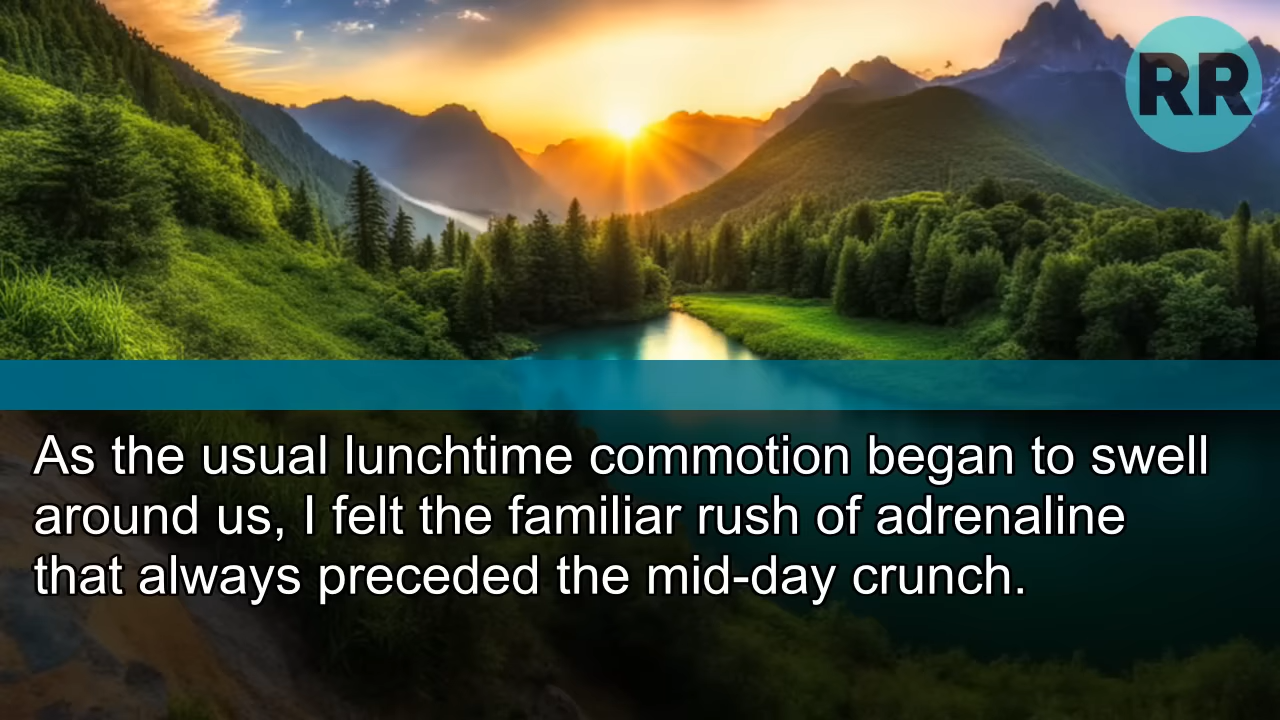 RR
As the usual lunchtime commotion began to swell
around us, I felt the familiar rush of adrenaline
that always preceded the mid-day crunch.